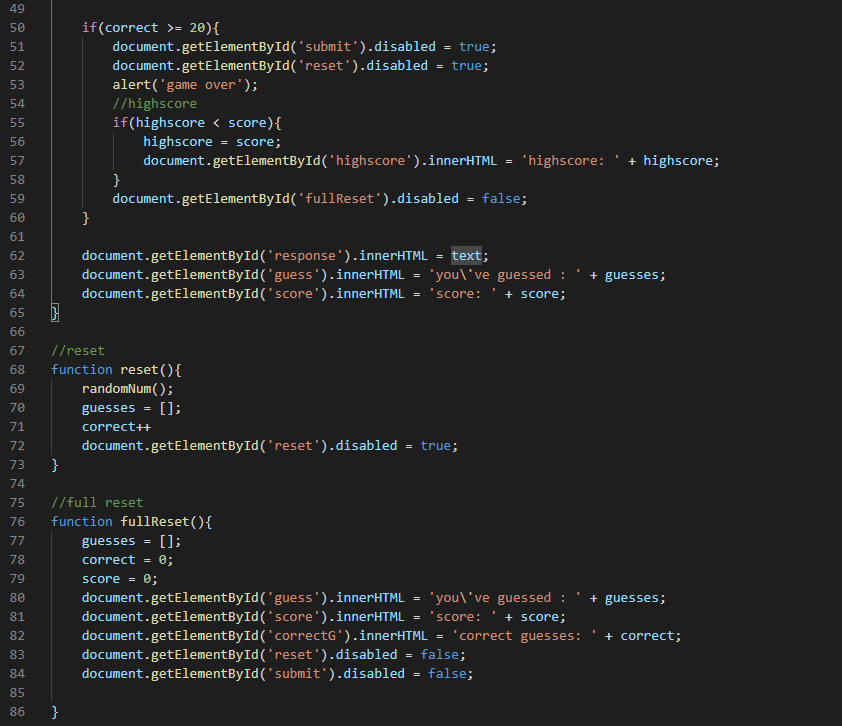 49
50 if(correct >= 20){
51 document.getElementById('submit').disabled = true;
52 document.getElementById('reset').disabled = true;
53 alert('game over');
54 //highscore
55 if(highscore < score){
56 highscore = score;
57 document.getElementById('highscore').innerHTML = 'highscore: ' + highscore;
58 }
59 document.getElementById('fullReset').disabled = false;
60 }
61
62 document.getElementById('response').innerHTML = text;
63 document.getElementById('guess').innerHTML = 'you\'ve guessed : ' + guesses;
64 document.getElementById('score').innerHTML = 'score: ' + score;
65 }
66
67 //reset
68 function reset(){
69 randomNum();
70 guesses = [];
71 correct++
72 document.getElementById('reset').disabled = true;
73 }
74
75 //full reset
76 function fullReset(){
77 guesses = [];
78 correct = 0;
79 score = 0;
80 document.getElementById('guess').innerHTML = 'you\'ve guessed : ' + guesses;
81 document.getElementById('score').innerHTML = 'score: ' + score;
82 document.getElementById('correctG').innerHTML = 'correct guesses: ' + correct;
83 document.getElementById('reset').disabled = false;
84 document.getElementById('submit').disabled = false;
85
86 }